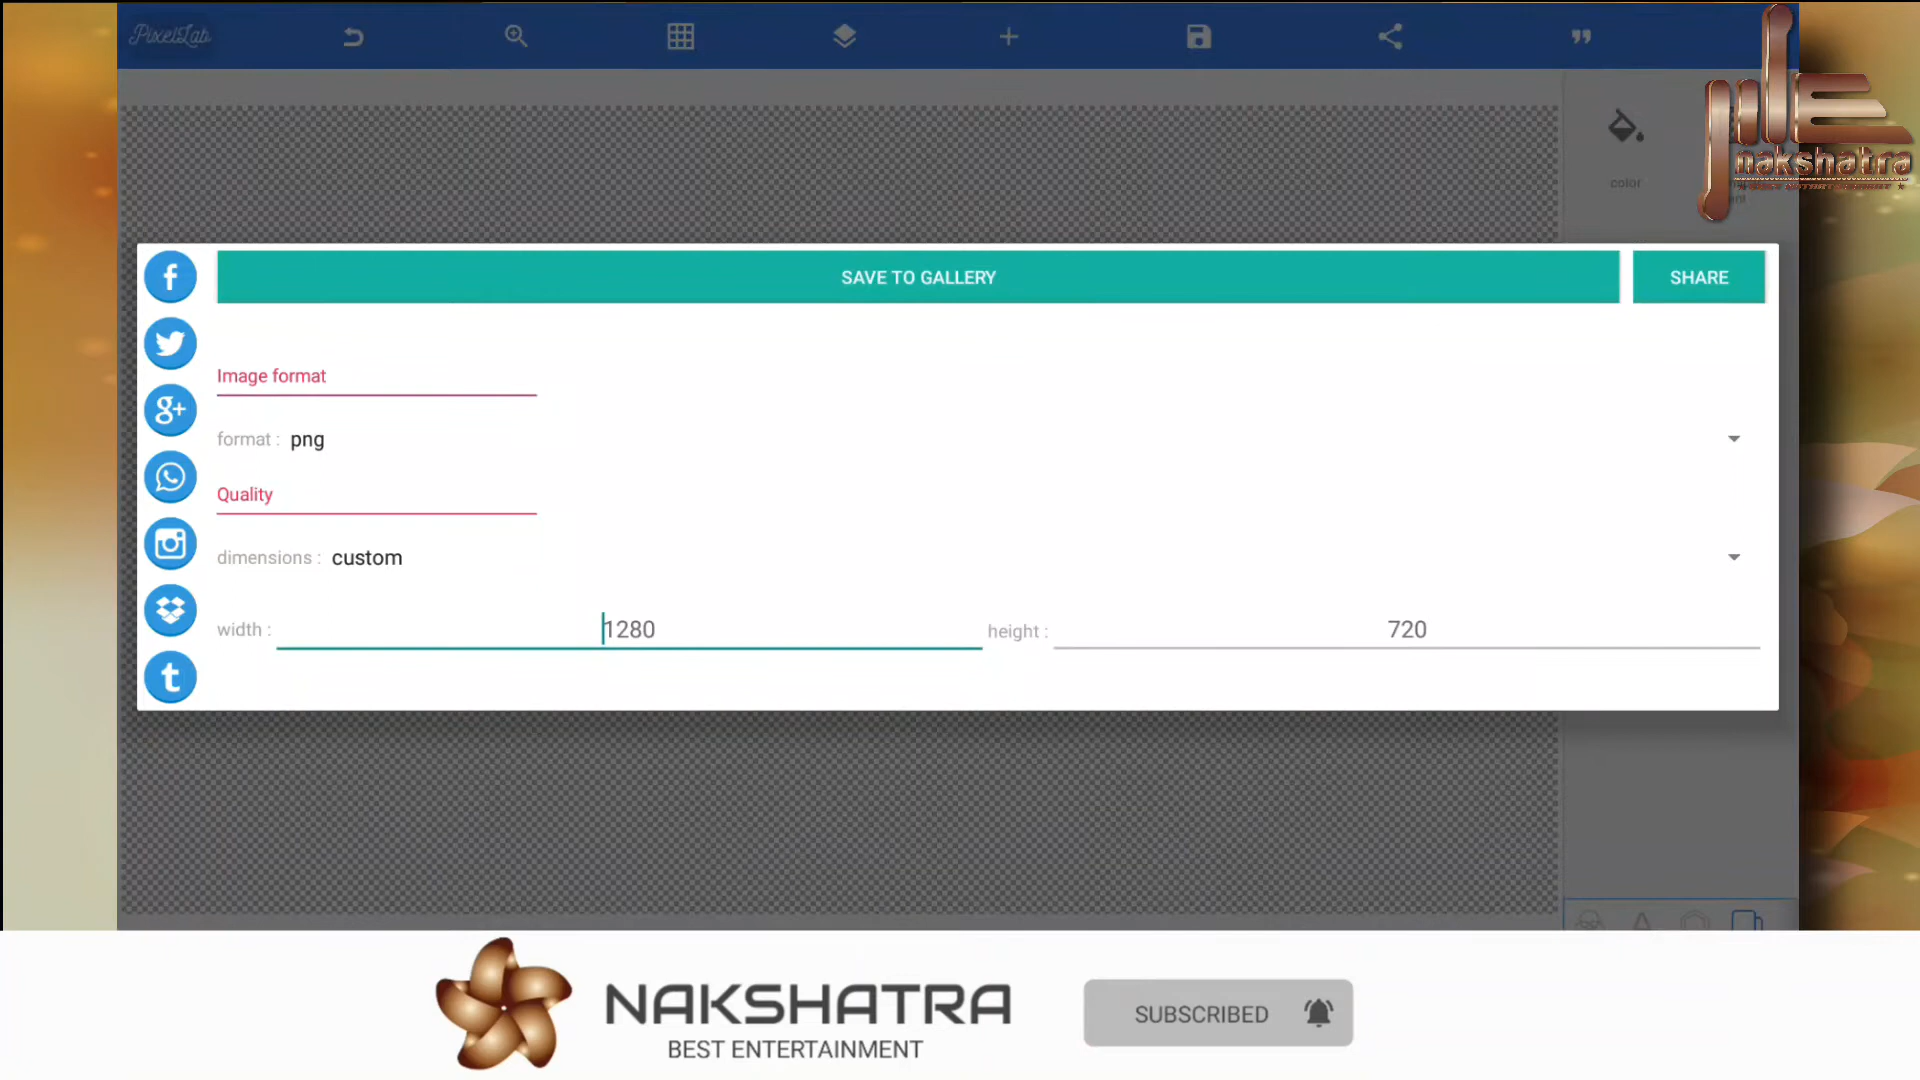 PixelLab
color
nakshatra
SAVE TO GALLERY
SHARE
Image format
format : png
Quality
dimensions : custom
width : 1280
height : 720
NAKSHATRA
BEST ENTERTAINMENT
SUBSCRIBED